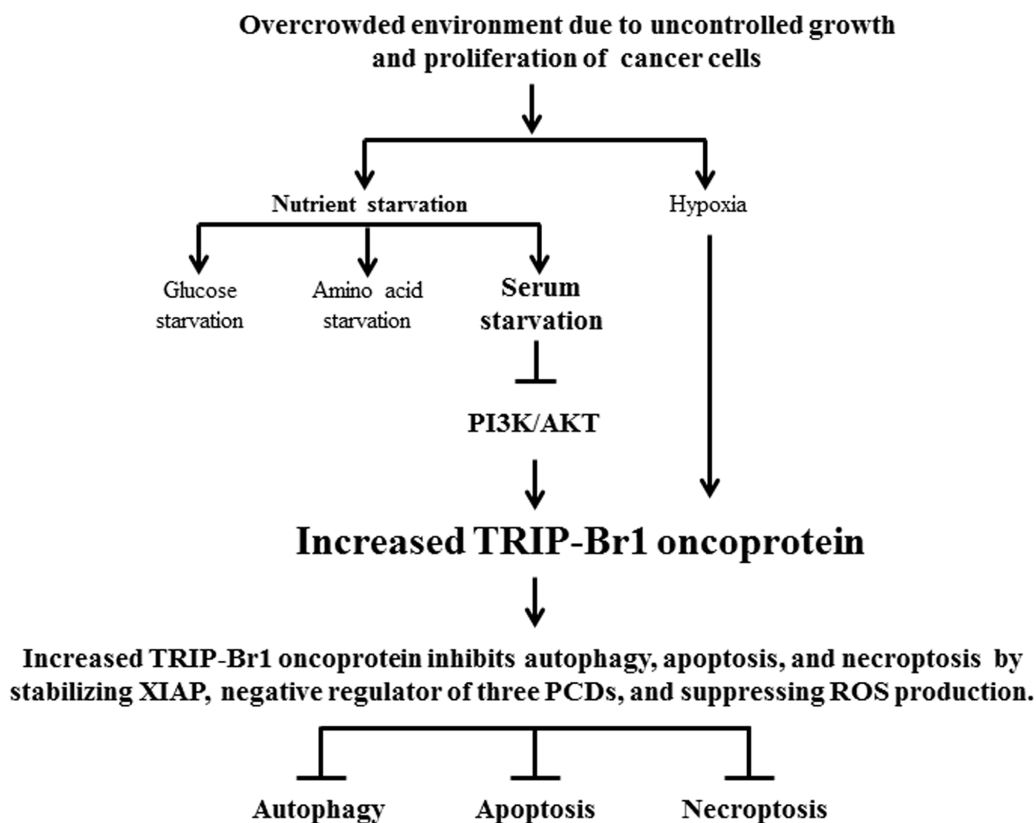 Overcrowded environment due to uncontrolled growth
and proliferation of cancer cells
Nutrient starvation
Hypoxia
Glucose
starvation
Amino acid
starvation
Serum
starvation
PI3K/AKT
Increased TRIP-Br1 oncoprotein
Increased TRIP-Br1 oncoprotein inhibits autophagy, apoptosis, and necroptosis by
stabilizing XIAP, negative regulator of three PCDs, and suppressing ROS production.
Autophagy
Apoptosis
Necroptosis